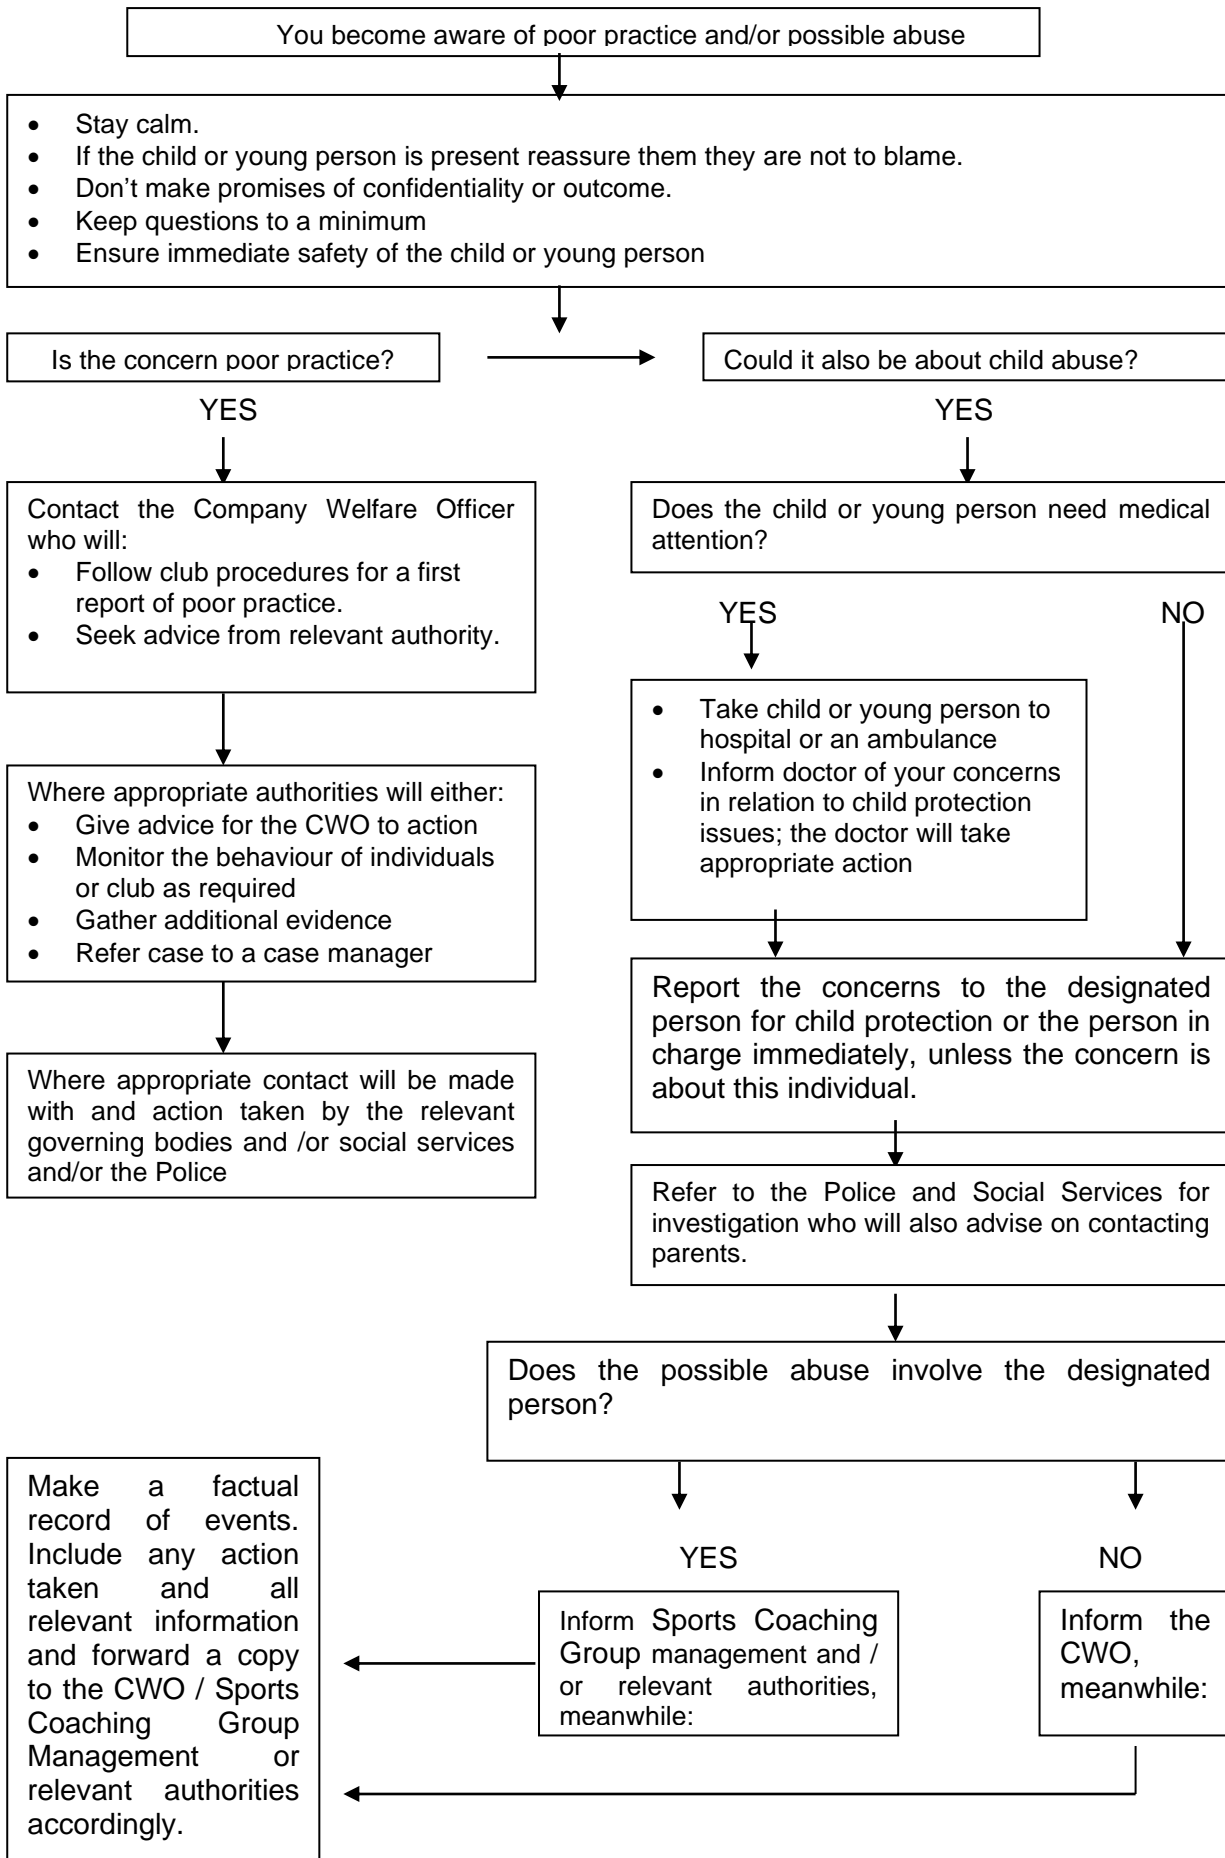 You become aware of poor practice and/or possible abuse
• Stay calm.
• If the child or young person is present reassure them they are not to blame.
• Don't make promises of confidentiality or outcome.
• Keep questions to a minimum
• Ensure immediate safety of the child or young person
Is the concern poor practice?
Could it also be about child abuse?
YES
YES
Contact the Company Welfare Officer
who will:
• Follow club procedures for a first
report of poor practice.
• Seek advice from relevant authority.
Does the child or young person need medical
attention?
YES
NO
• Take child or young person to
hospital or an ambulance
• Inform doctor of your concerns
in relation to child protection
issues; the doctor will take
appropriate action
Where appropriate authorities will either:
• Give advice for the CWO to action
• Monitor the behaviour of individuals
or club as required
• Gather additional evidence
• Refer case to a case manager
Report the concerns to the designated
person for child protection or the person in
charge immediately, unless the concern is
about this individual.
Where appropriate contact will be made
with and action taken by the relevant
governing bodies and /or social services
and/or the Police
Refer to the Police and Social Services for
investigation who will also advise on contacting
parents.
Does the possible abuse involve the designated
person?
YES
NO
Inform Sports Coaching
Group management and /
or relevant authorities,
meanwhile:
Inform the
CWO,
meanwhile:
Make a factual
record of events.
Include any action
taken and all
relevant information
and forward a copy
to the CWO / Sports
Coaching Group
Management or
relevant authorities
accordingly.